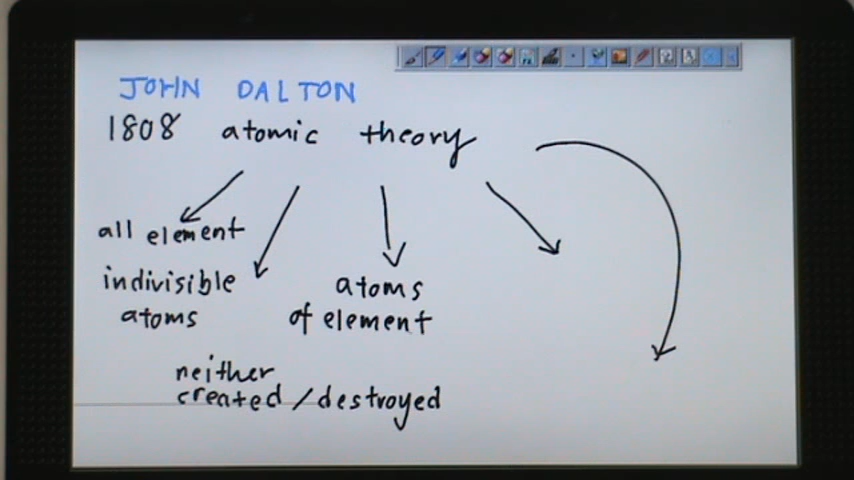 JOHN DALTON
1808 atomic theory
all element
indivisible
atoms
atoms
of element
neither
created/destroyed